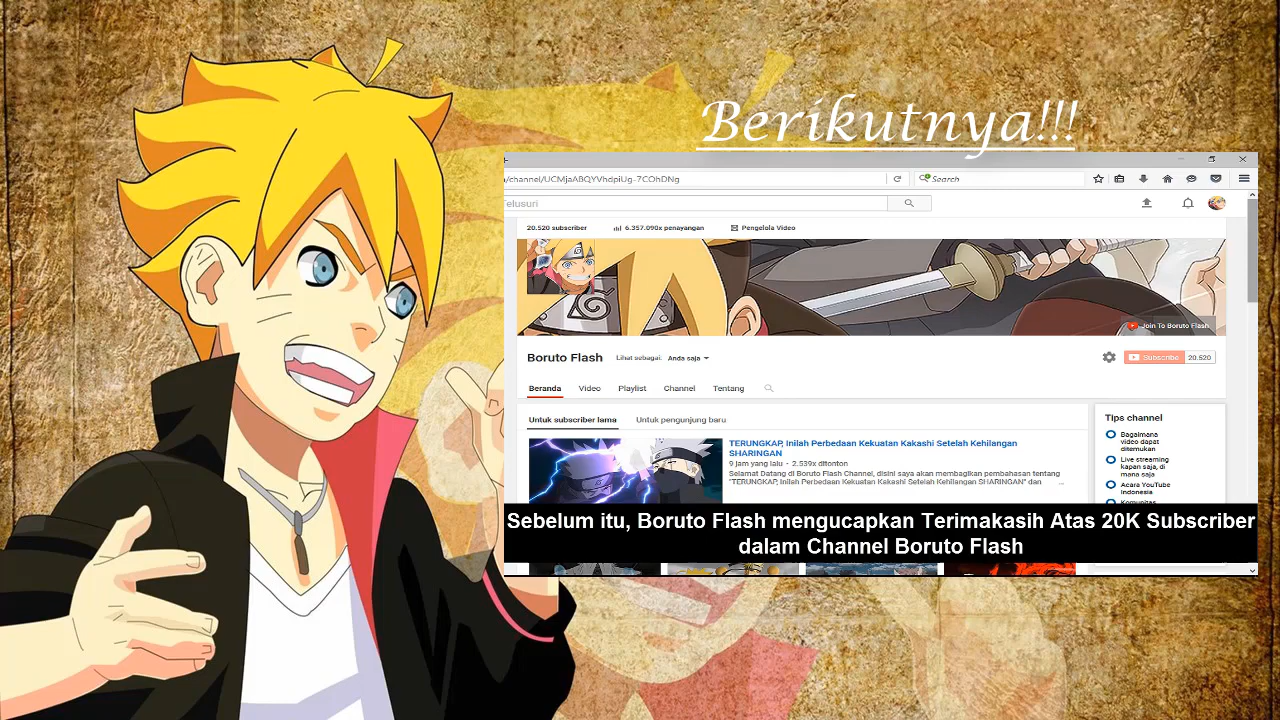 Berikutnya!!!
/channel/UCMjaABQYVhdpiUg-7COhDNg
Search
Telusuri
20.520 subscriber
6.357.090x penayangan
Pengelola Video
Join To Boruto Flash
Boruto Flash
Lihat sebagai:
Anda saja
Subscribe
20.520
Beranda
Video
Playlist
Channel
Tentang
Untuk subscriber lama
Untuk pengunjung baru
TERUNGKAP, Inilah Perbedaan Kekuatan Kakashi Setelah Kehilangan
SHARINGAN
9 jam yang lalu · 2.539x ditonton
Selamat Datang di Boruto Flash Channel, disini saya akan membagikan pembahasan tentang
"TERUNGKAP, Inilah Perbedaan Kekuatan Kakashi Setelah Kehilangan SHARINGAN" dan ...
Tips channel
Bagaimana
video dapat
ditemukan
Live streaming
kapan saja, di
mana saja
Acara YouTube
Indonesia
Komunitas
Sebelum itu, Boruto Flash mengucapkan Terimakasih Atas 20K Subscriber
dalam Channel Boruto Flash